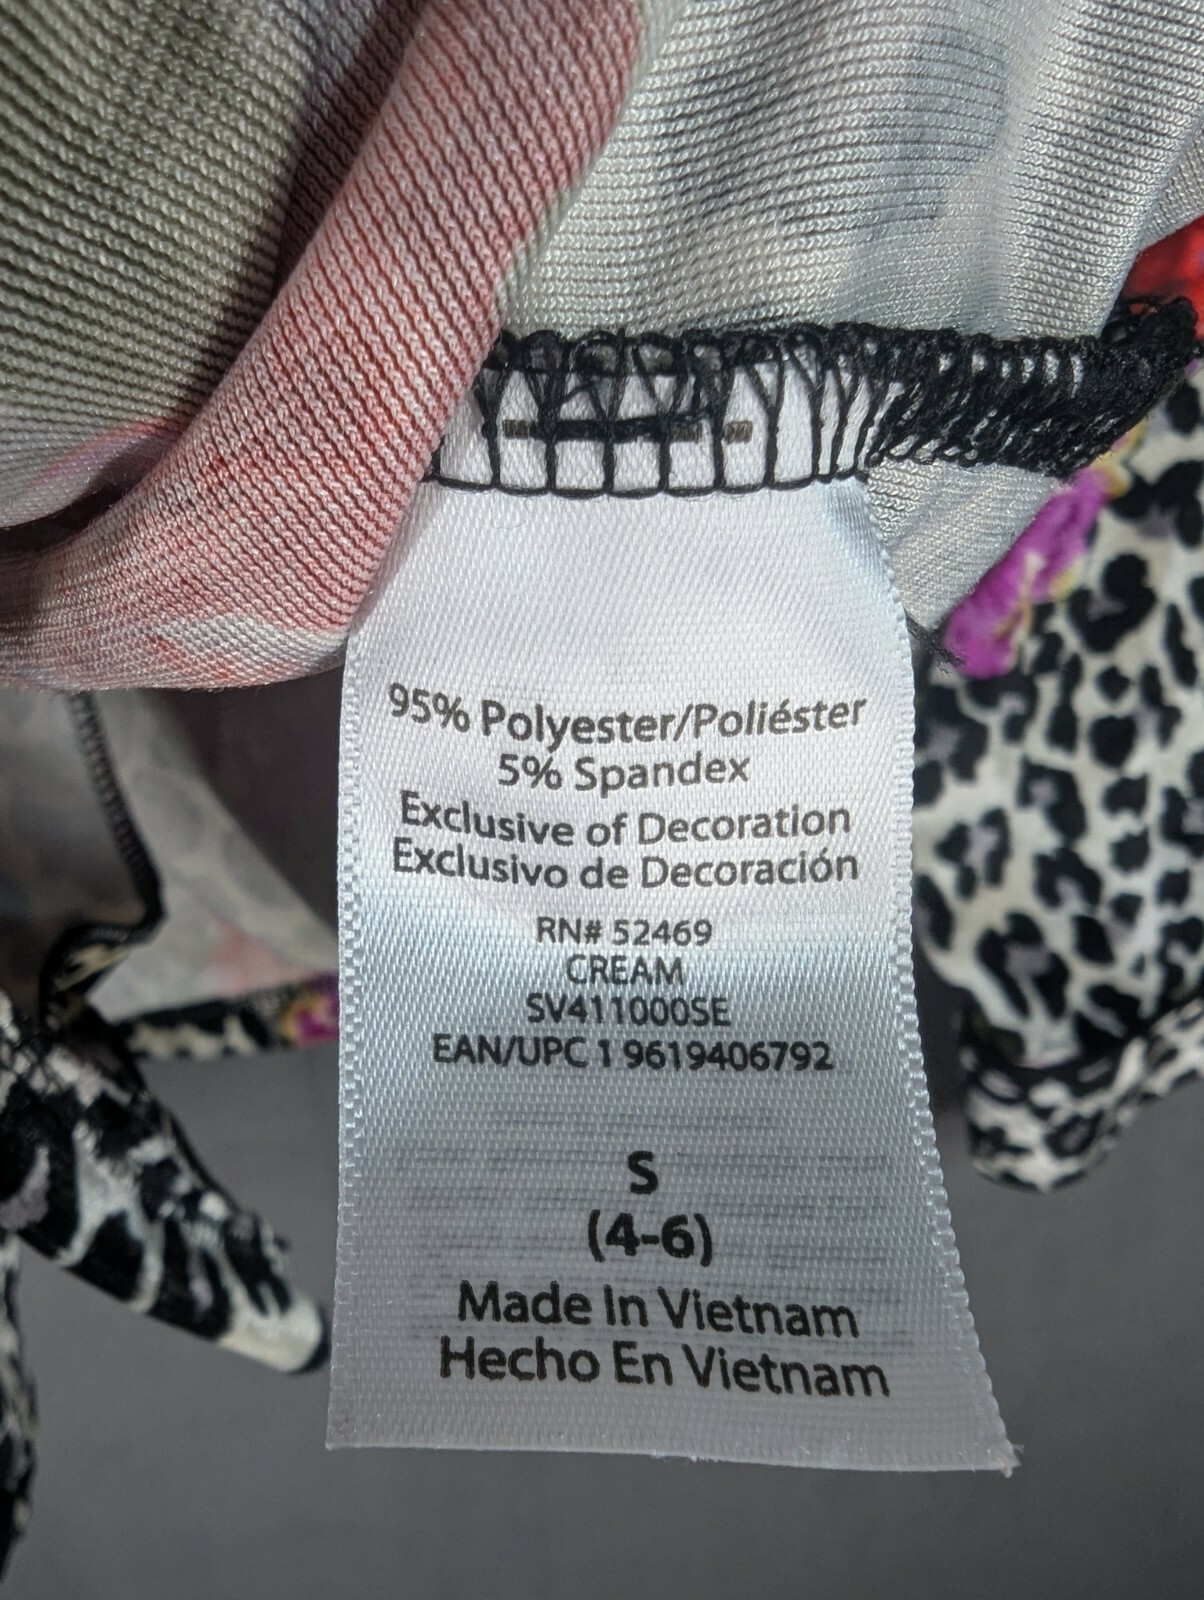 95% Polyester/Poliéster
5% Spandex
Exclusive of Decoration
Exclusivo de Decoración
RN# 52469
CREAM
SV411000SE
EAN/UPC 1 9619406792
S
(4-6)
Made In Vietnam
Hecho En Vietnam